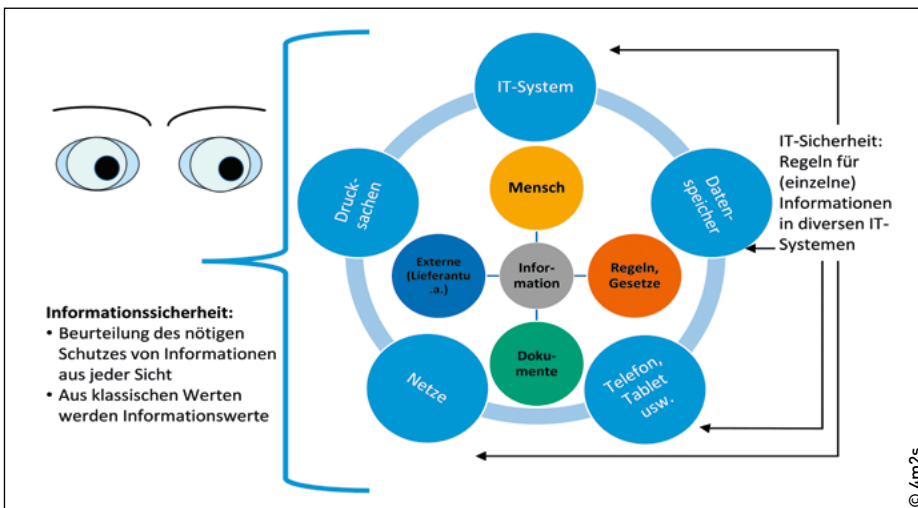 IT-System
Druck-
sachen
Mensch
Daten-
speicher
IT-Sicherheit:
Regeln für
(einzelne)
Informationen
in diversen IT-
Systemen
Externe
(Lieferantu
.a.)
Infor-
mation
Regeln,
Gesetze
Informationssicherheit:
• Beurteilung des nötigen
Schutzes von Informationen
aus jeder Sicht
• Aus klassischen Werten
werden Informationswerte
Doku-
mente
Netze
Telefon,
Tablet
usw.
© 4m2s